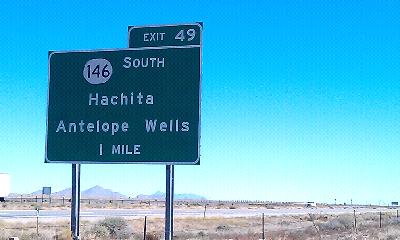 EXIT 49
146 SOUTH
Hachita
Antelope Wells
1 MILE